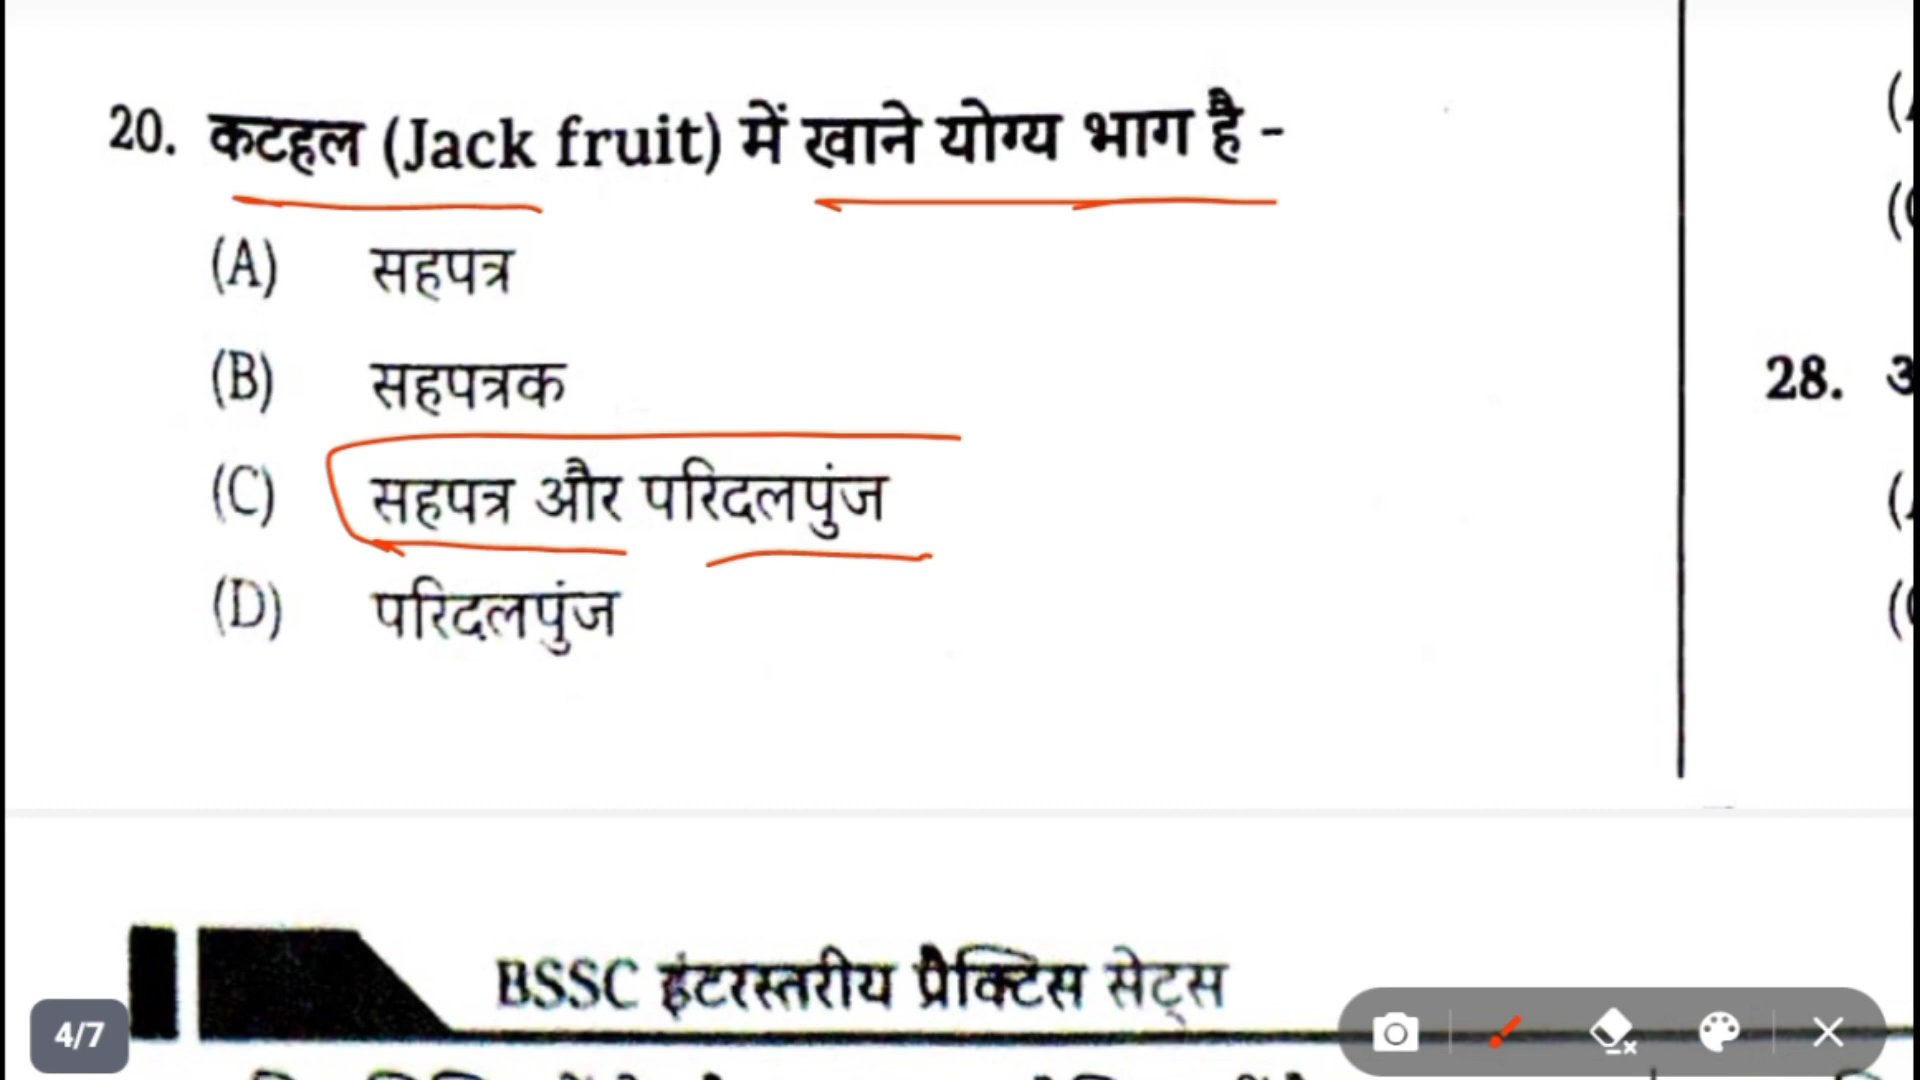 20. कटहल (Jack fruit) में खाने योग्य भाग है -
(A) सहपत्र
(B) सहपत्रक
(C) सहपत्र और परिदलपुंज
(D) परिदलपुंज
28.
BSSC इंटरस्तरीय प्रैक्टिस सेट्स
4/7